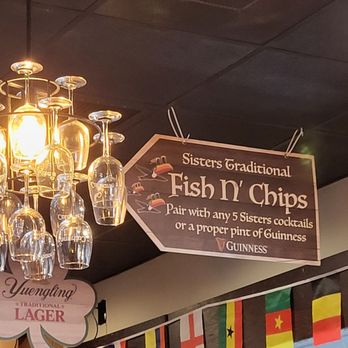 Sisters Traditional
Fish N' Chips
Pair with any 5 Sisters cocktails
or a proper pint of Guinness
GUINNESS
Yuengling
TRADITIONAL
LAGER